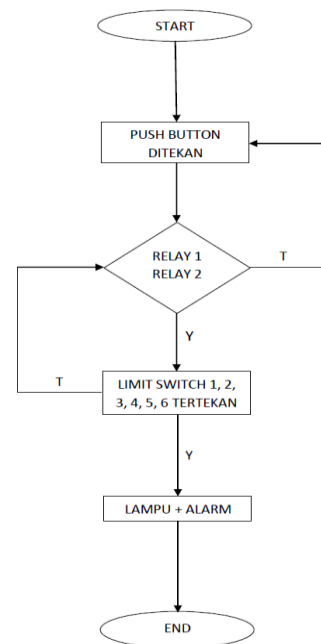 START
PUSH BUTTON
DITEKAN
RELAY 1
RELAY 2
T
Y
T
LIMIT SWITCH 1, 2,
3, 4, 5, 6 TERTEKAN
Y
LAMPU + ALARM
END